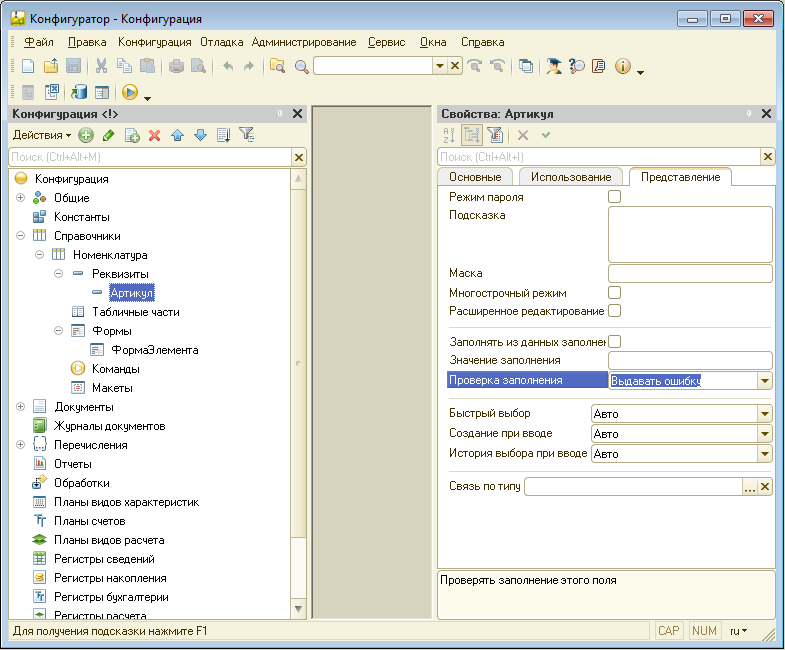 Конфигуратор - Конфигурация
Файл Правка Конфигурация Отладка Администрирование Сервис Окна Справка
Конфигурация <!>
Действия
Поиск (Ctrl+Alt+M)
Конфигурация
Общие
Константы
Справочники
Номенклатура
Реквизиты
Артикул
Табличные части
Формы
ФормаЭлемента
Команды
Макеты
Документы
Журналы документов
Перечисления
Отчеты
Обработки
Планы видов характеристик
Планы счетов
Планы видов расчета
Регистры сведений
Регистры накопления
Регистры бухгалтерии
Регистры расчета
Свойства: Артикул
Поиск (Ctrl+Alt+I)
Основные Использование Представление
Режим пароля
Подсказка
Маска
Многострочный режим
Расширенное редактирование
Заполнять из данных заполнен
Значение заполнения
Проверка заполнения Выдавать ошибку
Быстрый выбор Авто
Создание при вводе Авто
История выбора при вводе Авто
Связь по типу ...
Проверять заполнение этого поля
Для получения подсказки нажмите F1 CAP NUM ru